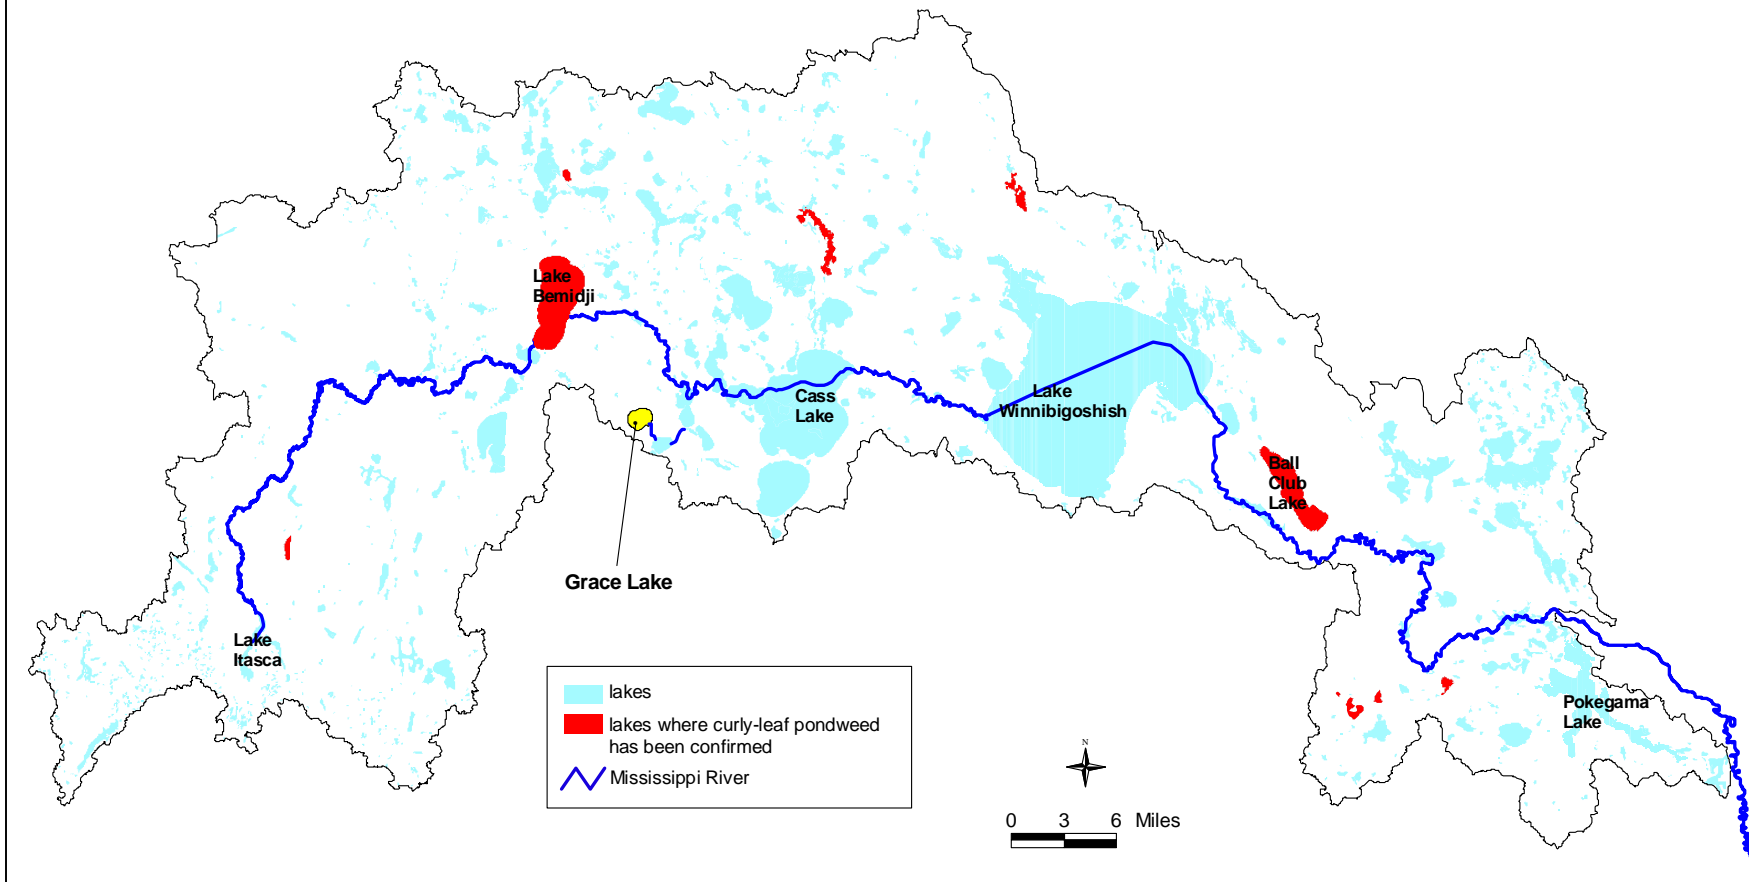 Lake
Bemidji
Cass
Lake
Lake
Winnibigoshish
Ball
Club
Lake
Grace Lake
Lake
Itasca
Pokegama
Lake
lakes
lakes where curly-leaf pondweed
has been confirmed
Mississippi River
N
0 3 6 Miles